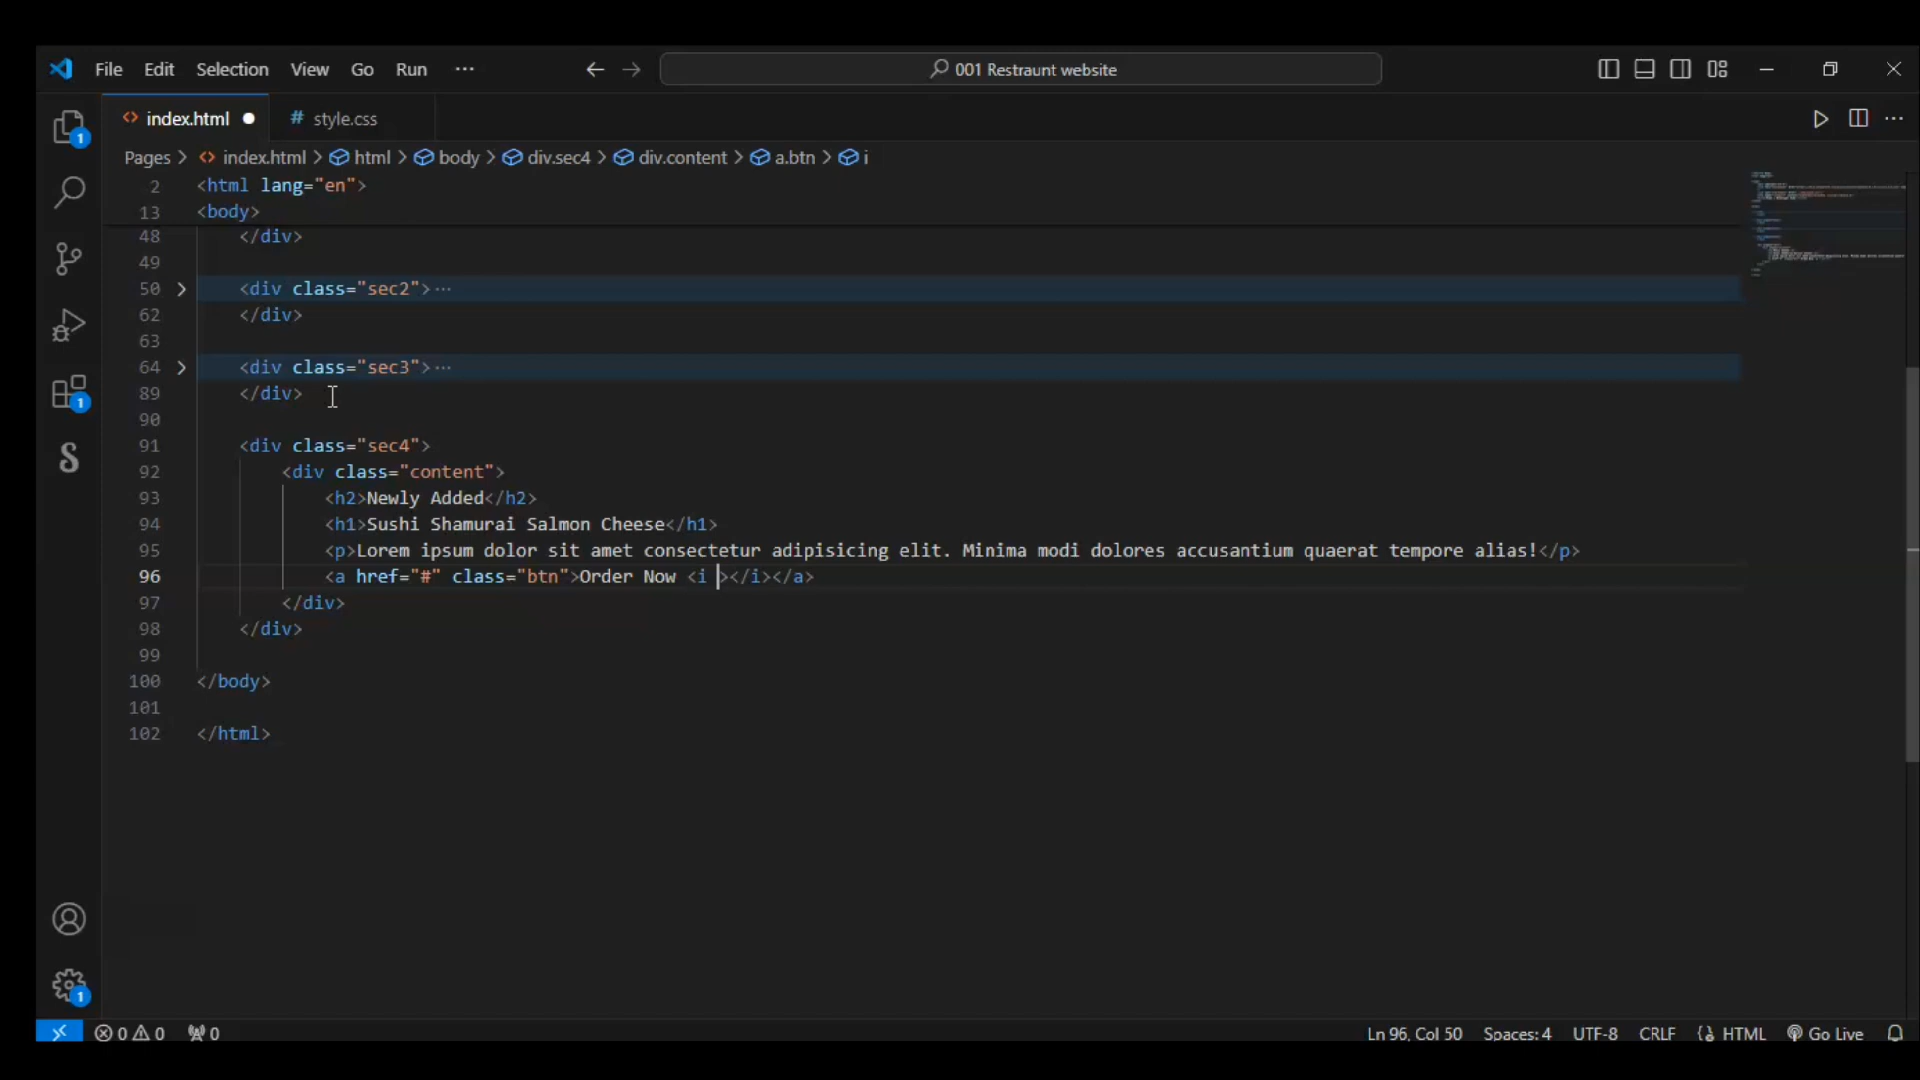 File Edit Selection View Go Run ··· 001 Restraunt website
index.html style.css
Pages > index.html > html > body > div.sec4 > div.content > a.btn > i
2 <html lang="en">
13 <body>
48 </div>
49
50 <div class="sec2">···
62 </div>
63
64 <div class="sec3">···
89 </div>
90
91 <div class="sec4">
92 <div class="content">
93 <h2>Newly Added</h2>
94 <h1>Sushi Shamurai Salmon Cheese</h1>
95 <p>Lorem ipsum dolor sit amet consectetur adipisicing elit. Minima modi dolores accusantium quaerat tempore alias!</p>
96 <a href="#" class="btn">Order Now <i ></i></a>
97 </div>
98 </div>
99
100 </body>
101
102 </html>
1
1
1
0 0 0 Ln 96, Col 50 Spaces: 4 UTF-8 CRLF HTML Go Live